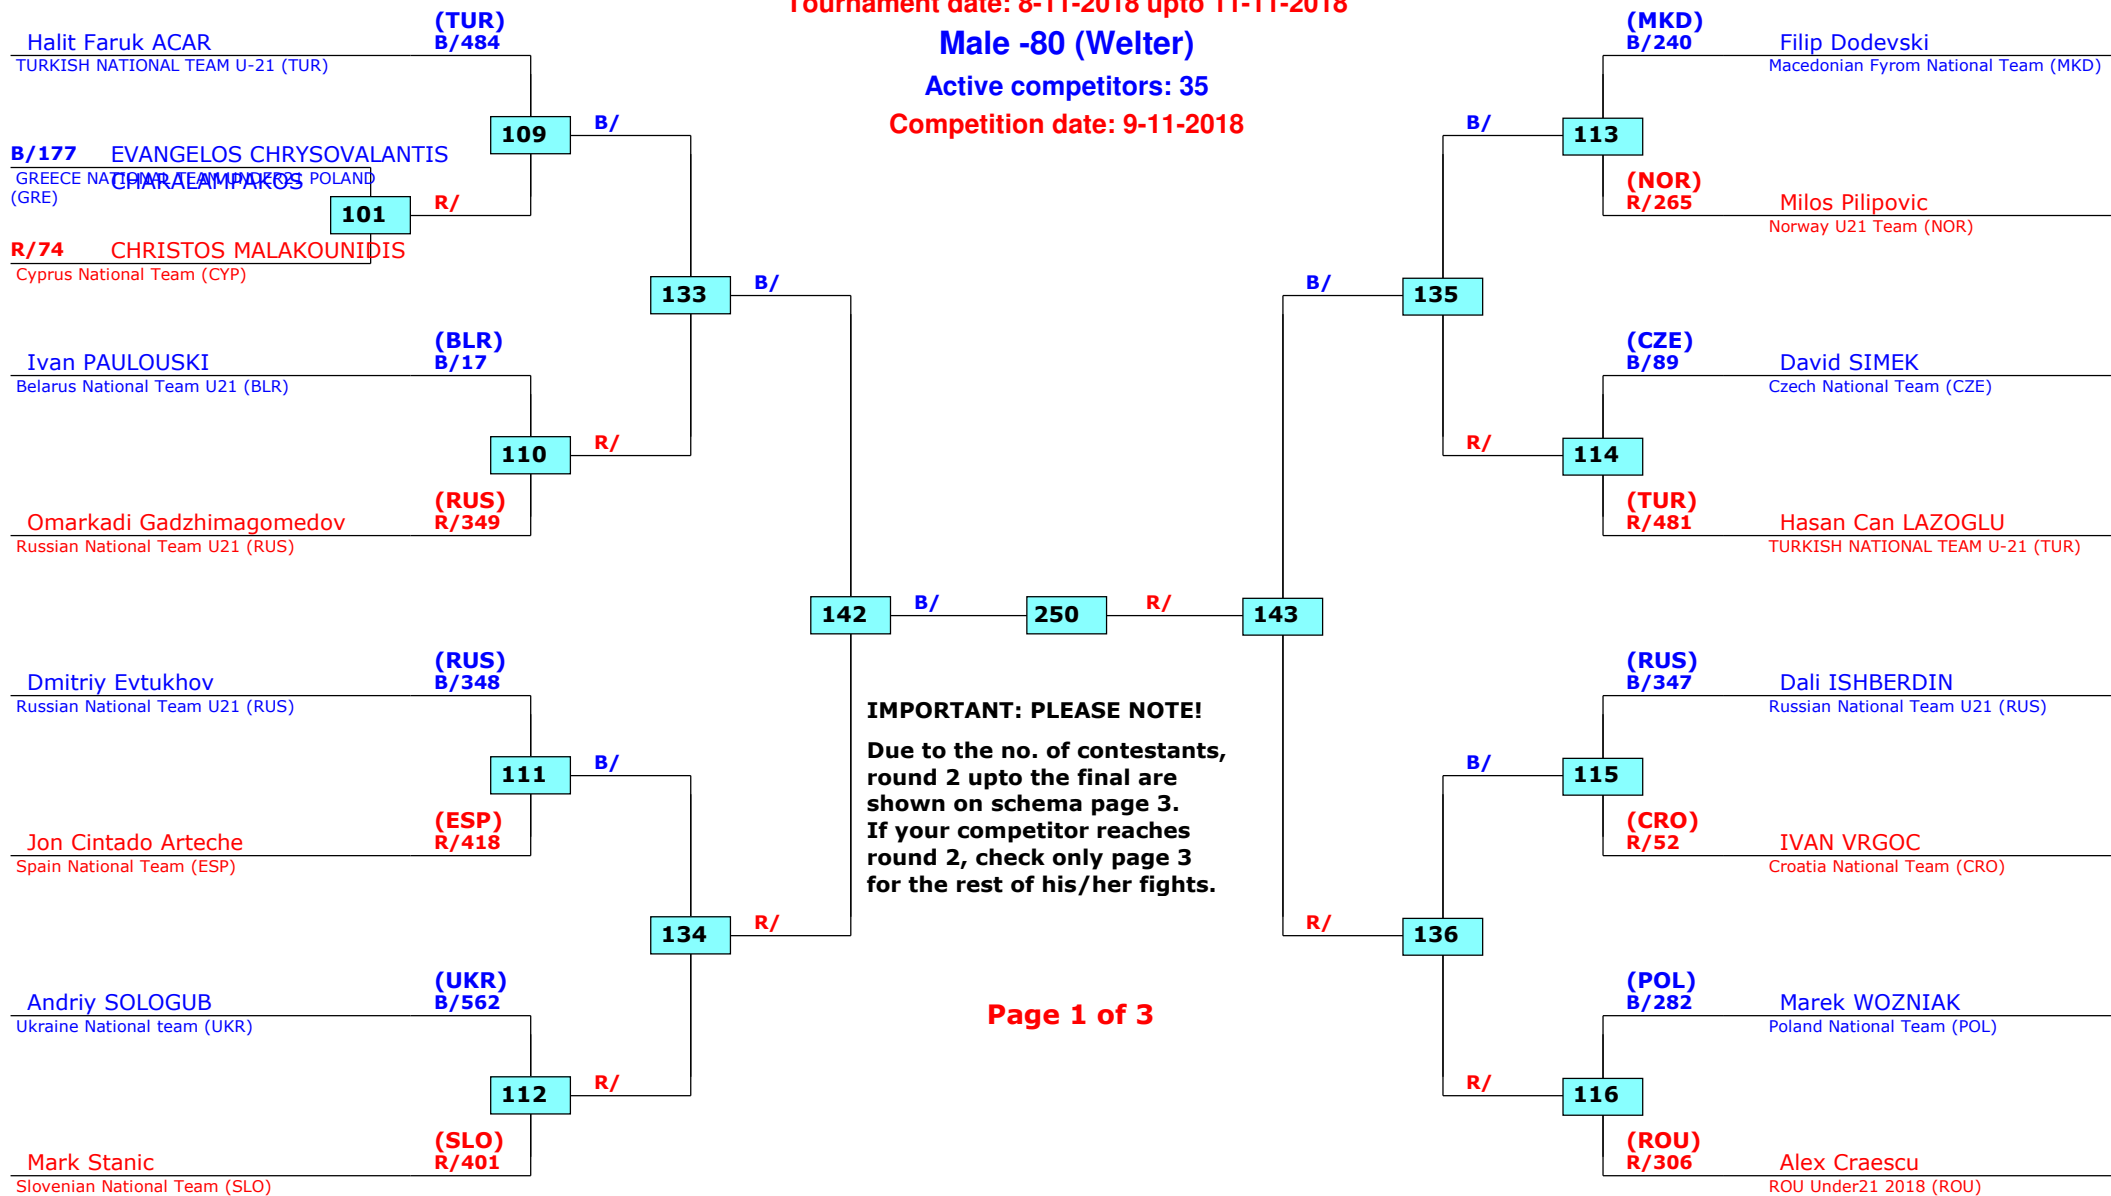 Tournament date: 8-11-2018 upto 11-11-2018
Male -80 (Welter)
Active competitors: 35
Competition date: 9-11-2018
(TUR)
Halit Faruk ACAR B/484
TURKISH NATIONAL TEAM U-21 (TUR)
109 B/
B/177 EVANGELOS CHRYSOVALANTIS
CHARALAMPAKOS
GREECE NATIONAL TEAM UNDER21 POLAND
(GRE)
101 R/
R/74 CHRISTOS MALAKOUNIDIS
Cyprus National Team (CYP)
133 B/
(BLR)
Ivan PAULOUSKI B/17
Belarus National Team U21 (BLR)
110 R/
(RUS)
Omarkadi Gadzhimagomedov R/349
Russian National Team U21 (RUS)
142 B/ 250 R/ 143
(RUS)
Dmitriy Evtukhov B/348
Russian National Team U21 (RUS)
111 B/
(ESP)
Jon Cintado Arteche R/418
Spain National Team (ESP)
134 R/
(UKR)
Andriy SOLOGUB B/562
Ukraine National team (UKR)
112 R/
(SLO)
Mark Stanic R/401
Slovenian National Team (SLO)
IMPORTANT: PLEASE NOTE!
Due to the no. of contestants,
round 2 upto the final are
shown on schema page 3.
If your competitor reaches
round 2, check only page 3
for the rest of his/her fights.
Page 1 of 3
(MKD)
B/240 Filip Dodevski
Macedonian Fyrom National Team (MKD)
B/ 113
(NOR)
R/265 Milos Pilipovic
Norway U21 Team (NOR)
B/ 135
(CZE)
B/89 David SIMEK
Czech National Team (CZE)
R/ 114
(TUR)
R/481 Hasan Can LAZOGLU
TURKISH NATIONAL TEAM U-21 (TUR)
(RUS)
B/347 Dali ISHBERDIN
Russian National Team U21 (RUS)
B/ 115
(CRO)
R/52 IVAN VRGOC
Croatia National Team (CRO)
R/ 136
(POL)
B/282 Marek WOZNIAK
Poland National Team (POL)
R/ 116
(ROU)
R/306 Alex Craescu
ROU Under21 2018 (ROU)